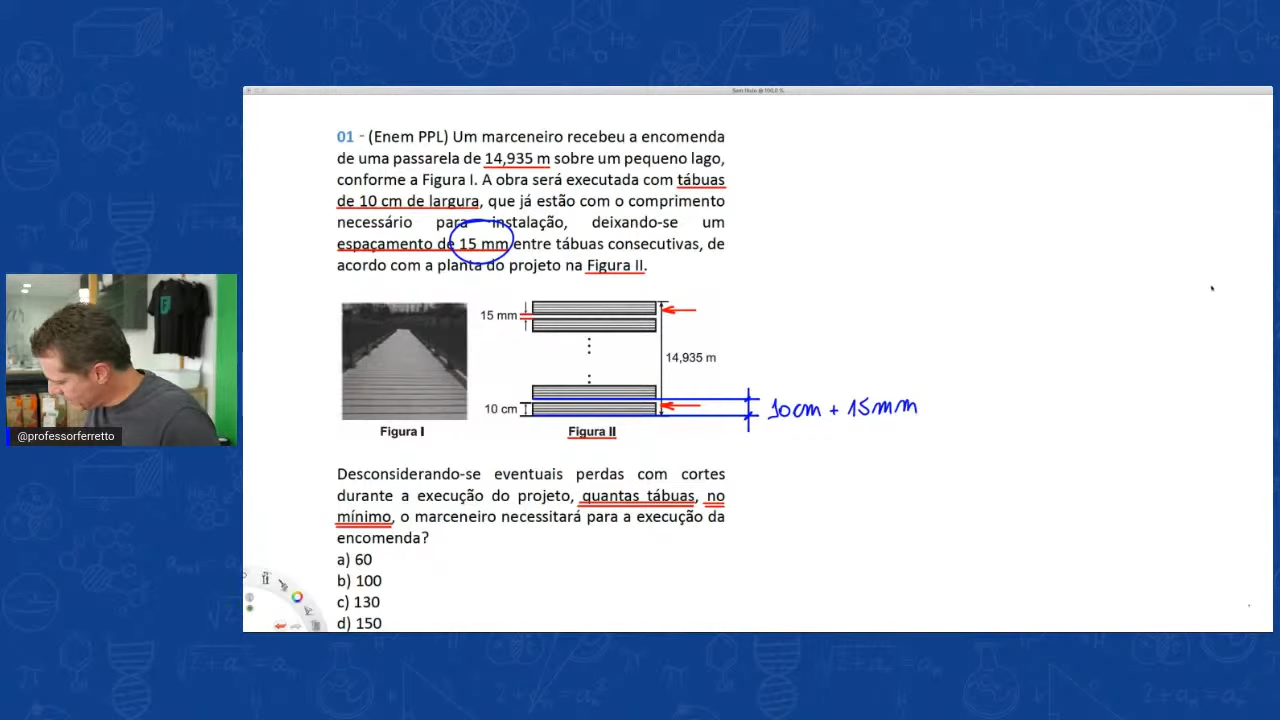 Sem título @ 100,0 %
01 - (Enem PPL) Um marceneiro recebeu a encomenda
de uma passarela de 14,935 m sobre um pequeno lago,
conforme a Figura I. A obra será executada com tábuas
de 10 cm de largura, que já estão com o comprimento
necessário para instalação, deixando-se um
espaçamento de 15 mm entre tábuas consecutivas, de
acordo com a planta do projeto na Figura II.
15 mm
14,935 m
10 cm
10cm + 15mm
Figura I
Figura II
@professorferretto
Desconsiderando-se eventuais perdas com cortes
durante a execução do projeto, quantas tábuas, no
mínimo, o marceneiro necessitará para a execução da
encomenda?
a) 60
b) 100
c) 130
d) 150